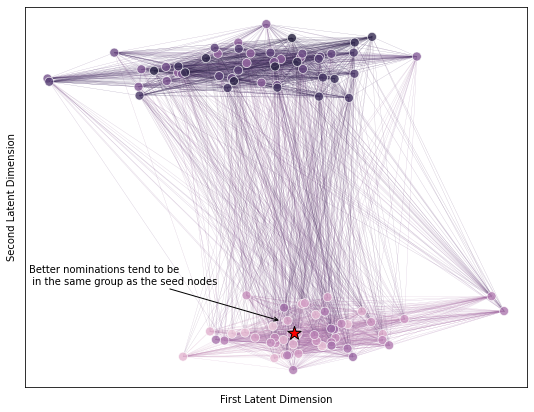 Second Latent Dimension
Better nominations tend to be
in the same group as the seed nodes
First Latent Dimension